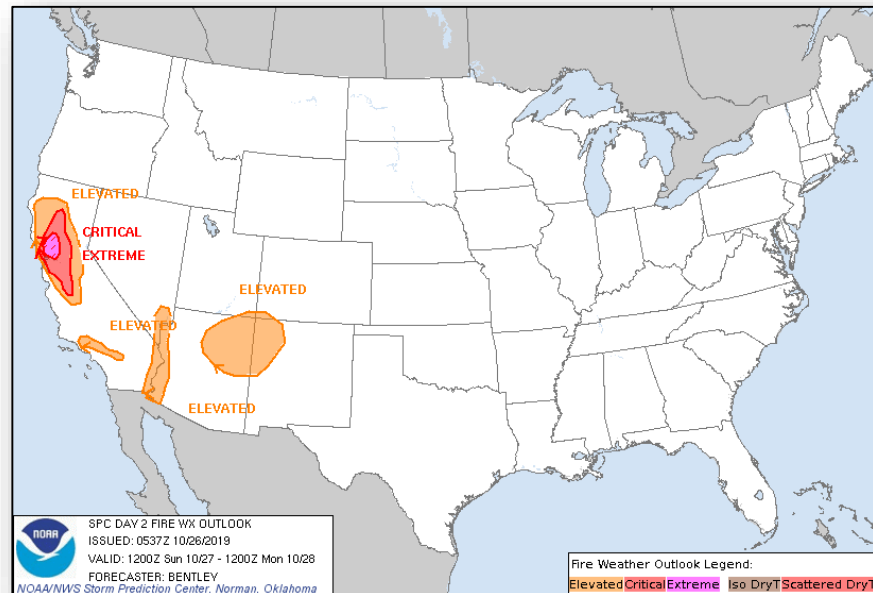 ELEVATED
CRITICAL
EXTREME
ELEVATED
ELEVATED
ELEVATED
NOAA
SPC DAY 2 FIRE WX OUTLOOK
ISSUED: 0537Z 10/26/2019
VALID: 1200Z Sun 10/27 - 1200Z Mon 10/28
FORECASTER: BENTLEY
NOAA/NWS Storm Prediction Center, Norman, Oklahoma
Fire Weather Outlook Legend:
Elevated Critical Extreme Iso DryT Scattered DryT